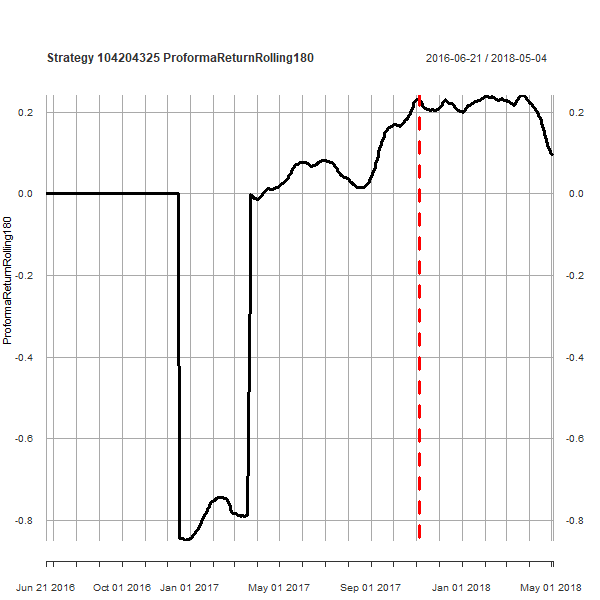 Strategy 104204325 ProformaReturnRolling180
2016-06-21 / 2018-05-04
ProformaReturnRolling180
0.2 0.2
0.0 0.0
-0.2 -0.2
-0.4 -0.4
-0.6 -0.6
-0.8 -0.8
Jun 21 2016 Oct 01 2016 Jan 01 2017 May 01 2017 Sep 01 2017 Jan 01 2018 May 01 2018